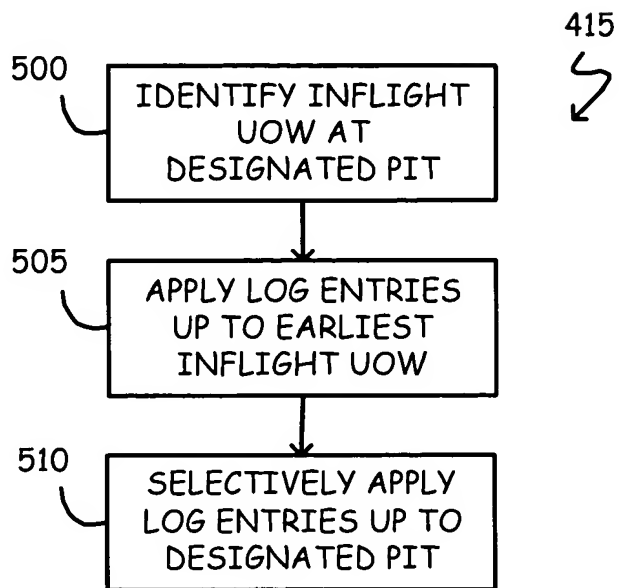 415
500
IDENTIFY INFLIGHT
UOW AT
DESIGNATED PIT
505
APPLY LOG ENTRIES
UP TO EARLIEST
INFLIGHT UOW
510
SELECTIVELY APPLY
LOG ENTRIES UP TO
DESIGNATED PIT